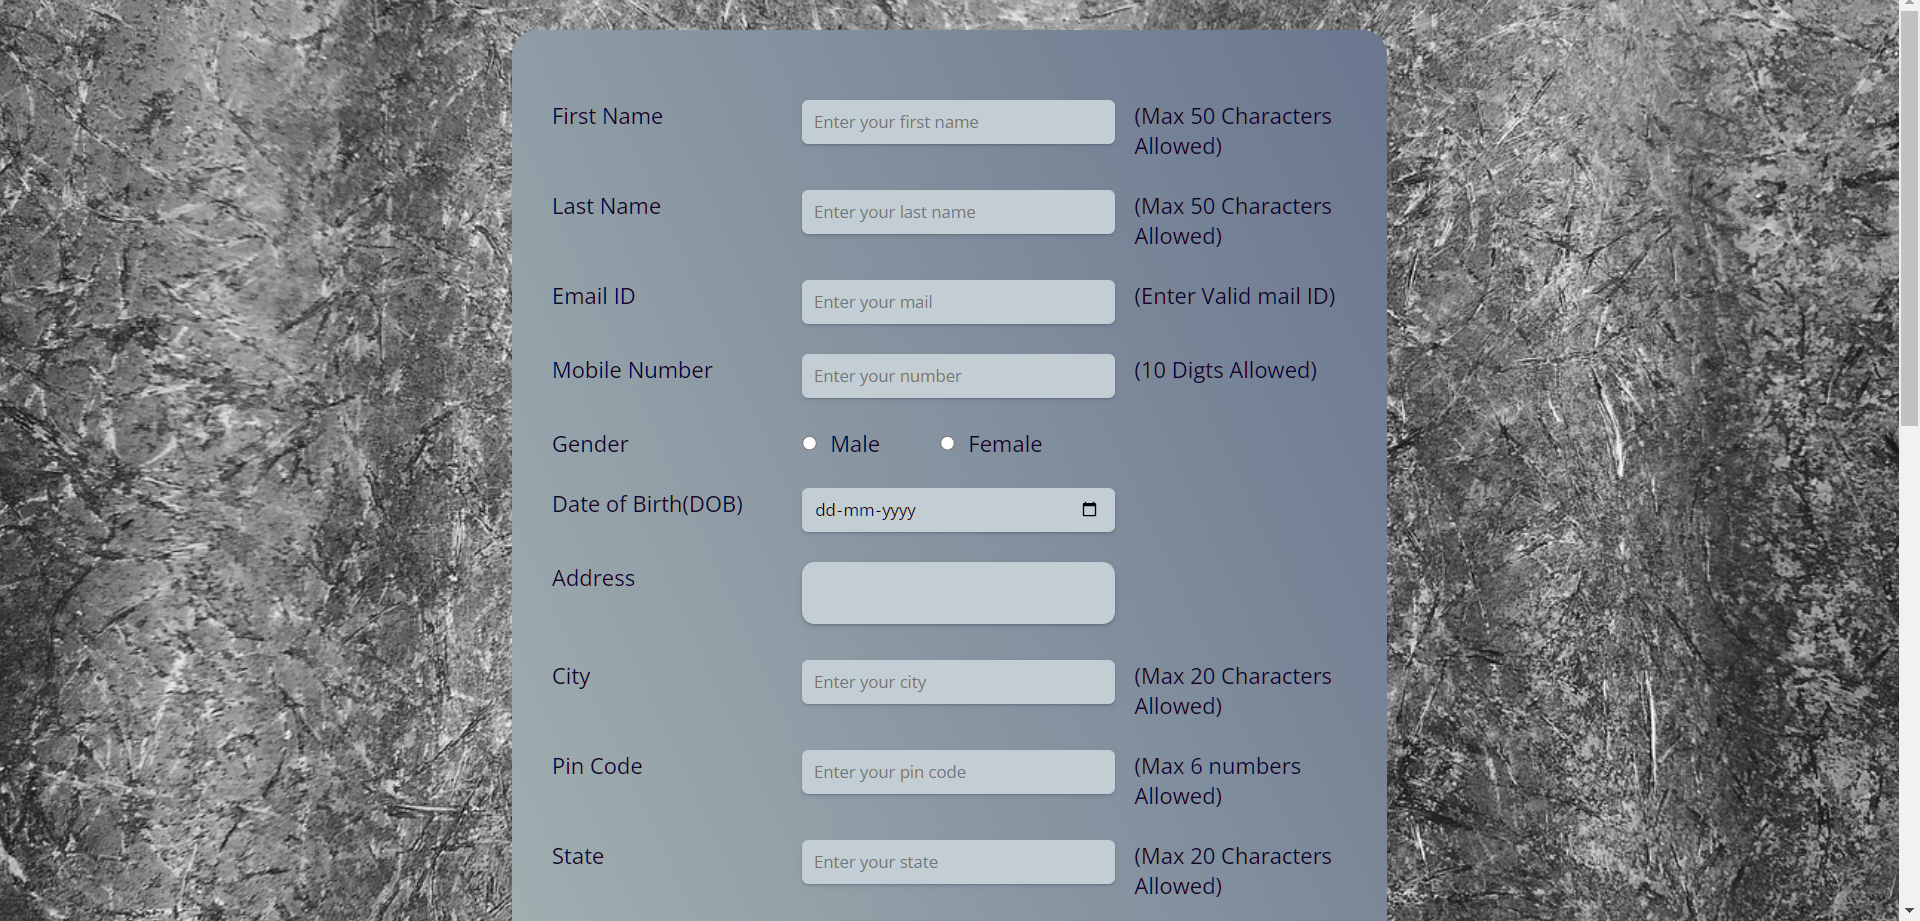 First Name
Enter your first name
(Max 50 Characters
Allowed)
Last Name
Enter your last name
(Max 50 Characters
Allowed)
Email ID
Enter your mail
(Enter Valid mail ID)
Mobile Number
Enter your number
(10 Digts Allowed)
Gender
Male
Female
Date of Birth(DOB)
dd-mm-yyyy
Address
City
Enter your city
(Max 20 Characters
Allowed)
Pin Code
Enter your pin code
(Max 6 numbers
Allowed)
State
Enter your state
(Max 20 Characters
Allowed)